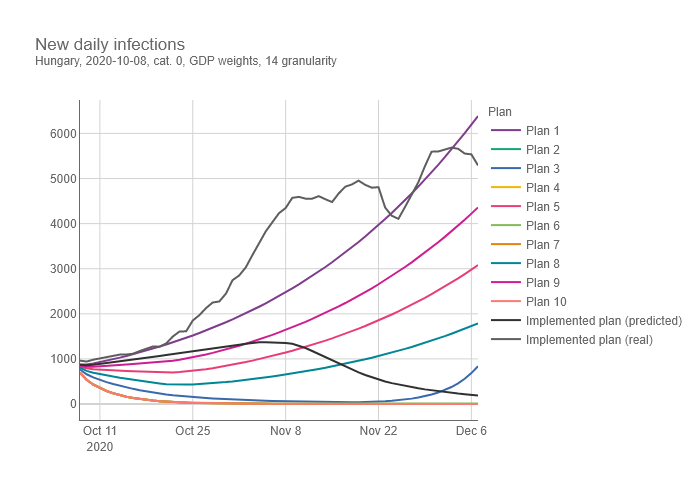 New daily infections
Hungary, 2020-10-08, cat. 0, GDP weights, 14 granularity
Plan
6000
5000
4000
3000
2000
1000
0
Plan 1
Plan 2
Plan 3
Plan 4
Plan 5
Plan 6
Plan 7
Plan 8
Plan 9
Plan 10
Implemented plan (predicted)
Implemented plan (real)
Oct 11 Oct 25 Nov 8 Nov 22 Dec 6
2020